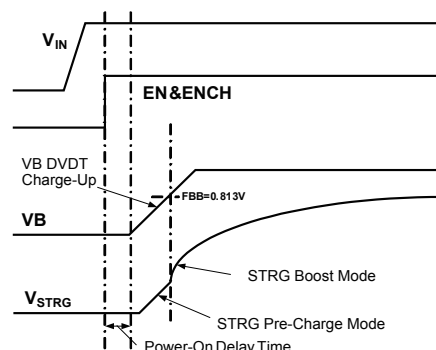 VIN
EN&ENCH
VB DVDT
Charge-Up
FBB=0.813V
VB
STRG Boost Mode
VSTRG
STRG Pre-Charge Mode
Power-On Delay Time